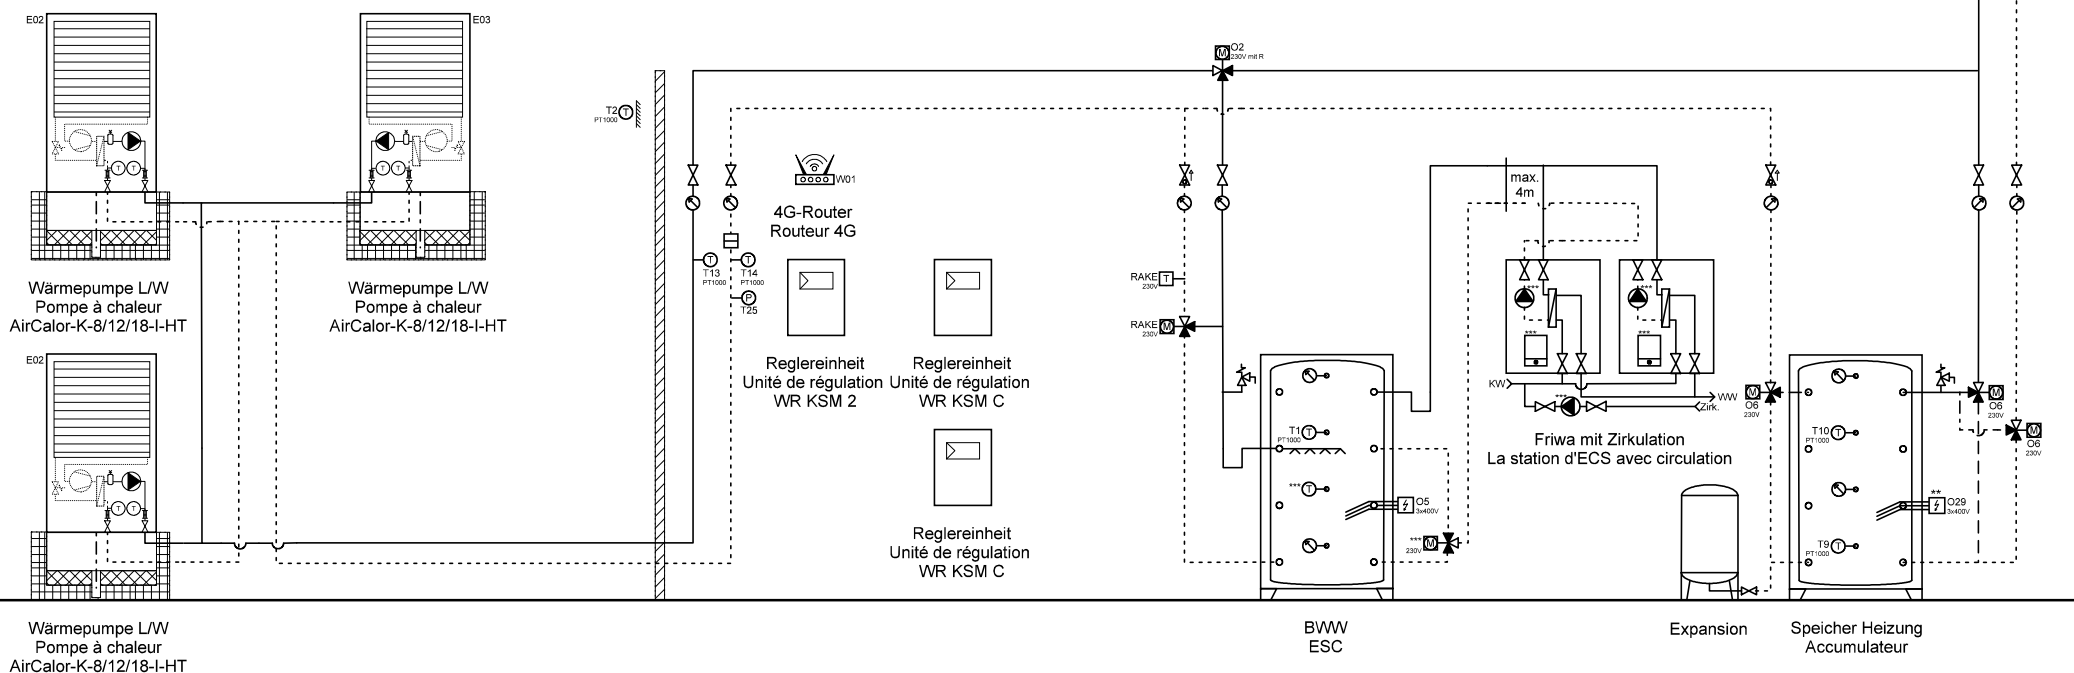 E02
E03
O2
230V mit R
T2
PT1000
T
T
T
T
T
M
W01
4G-Router
Routeur 4G
max.
4m
T
T13
PT1000
T
T14
PT1000
P
T25
RAKE
230V
T
RAKE
230V
M
***
***
***
***
Wärmepumpe L/W
Pompe à chaleur
AirCalor-K-8/12/18-I-HT
Wärmepumpe L/W
Pompe à chaleur
AirCalor-K-8/12/18-I-HT
E02
T
T
Reglereinheit
Unité de régulation
WR KSM 2
Reglereinheit
Unité de régulation
WR KSM C
KW
WW
***
Zirk.
M
O6
230V
M
O6
230V
M
O6
230V
T1
PT1000
T
***
T
O5
3x400V
***
230V
M
Friwa mit Zirkulation
La station d'ECS avec circulation
T10
PT1000
T
**
O29
3x400V
T9
PT1000
T
Reglereinheit
Unité de régulation
WR KSM C
Wärmepumpe L/W
Pompe à chaleur
AirCalor-K-8/12/18-I-HT
BWW
ESC
Expansion
Speicher Heizung
Accumulateur